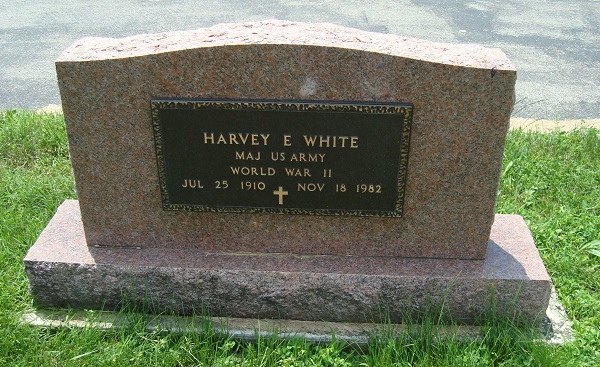 HARVEY E WHITE
MAJ US ARMY
WORLD WAR II
JUL 25 1910 NOV 18 1982